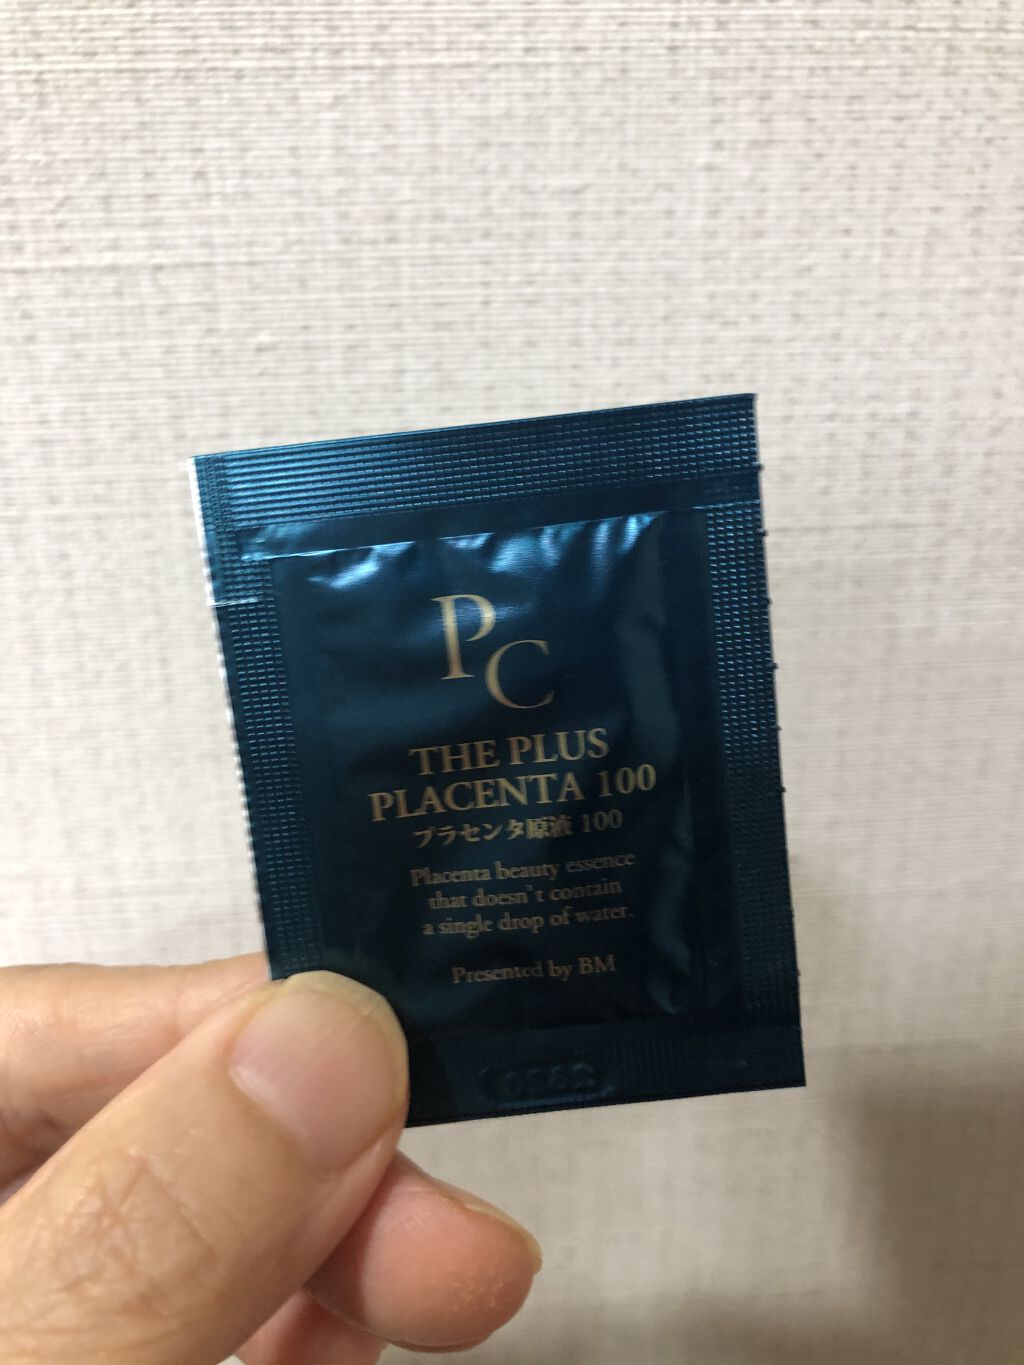 PC
THE PLUS
PLACENTA 100
プラセンタ原液 100
Placenta beauty essence
that doesn't contain
a single drop of water.
Presented by BM